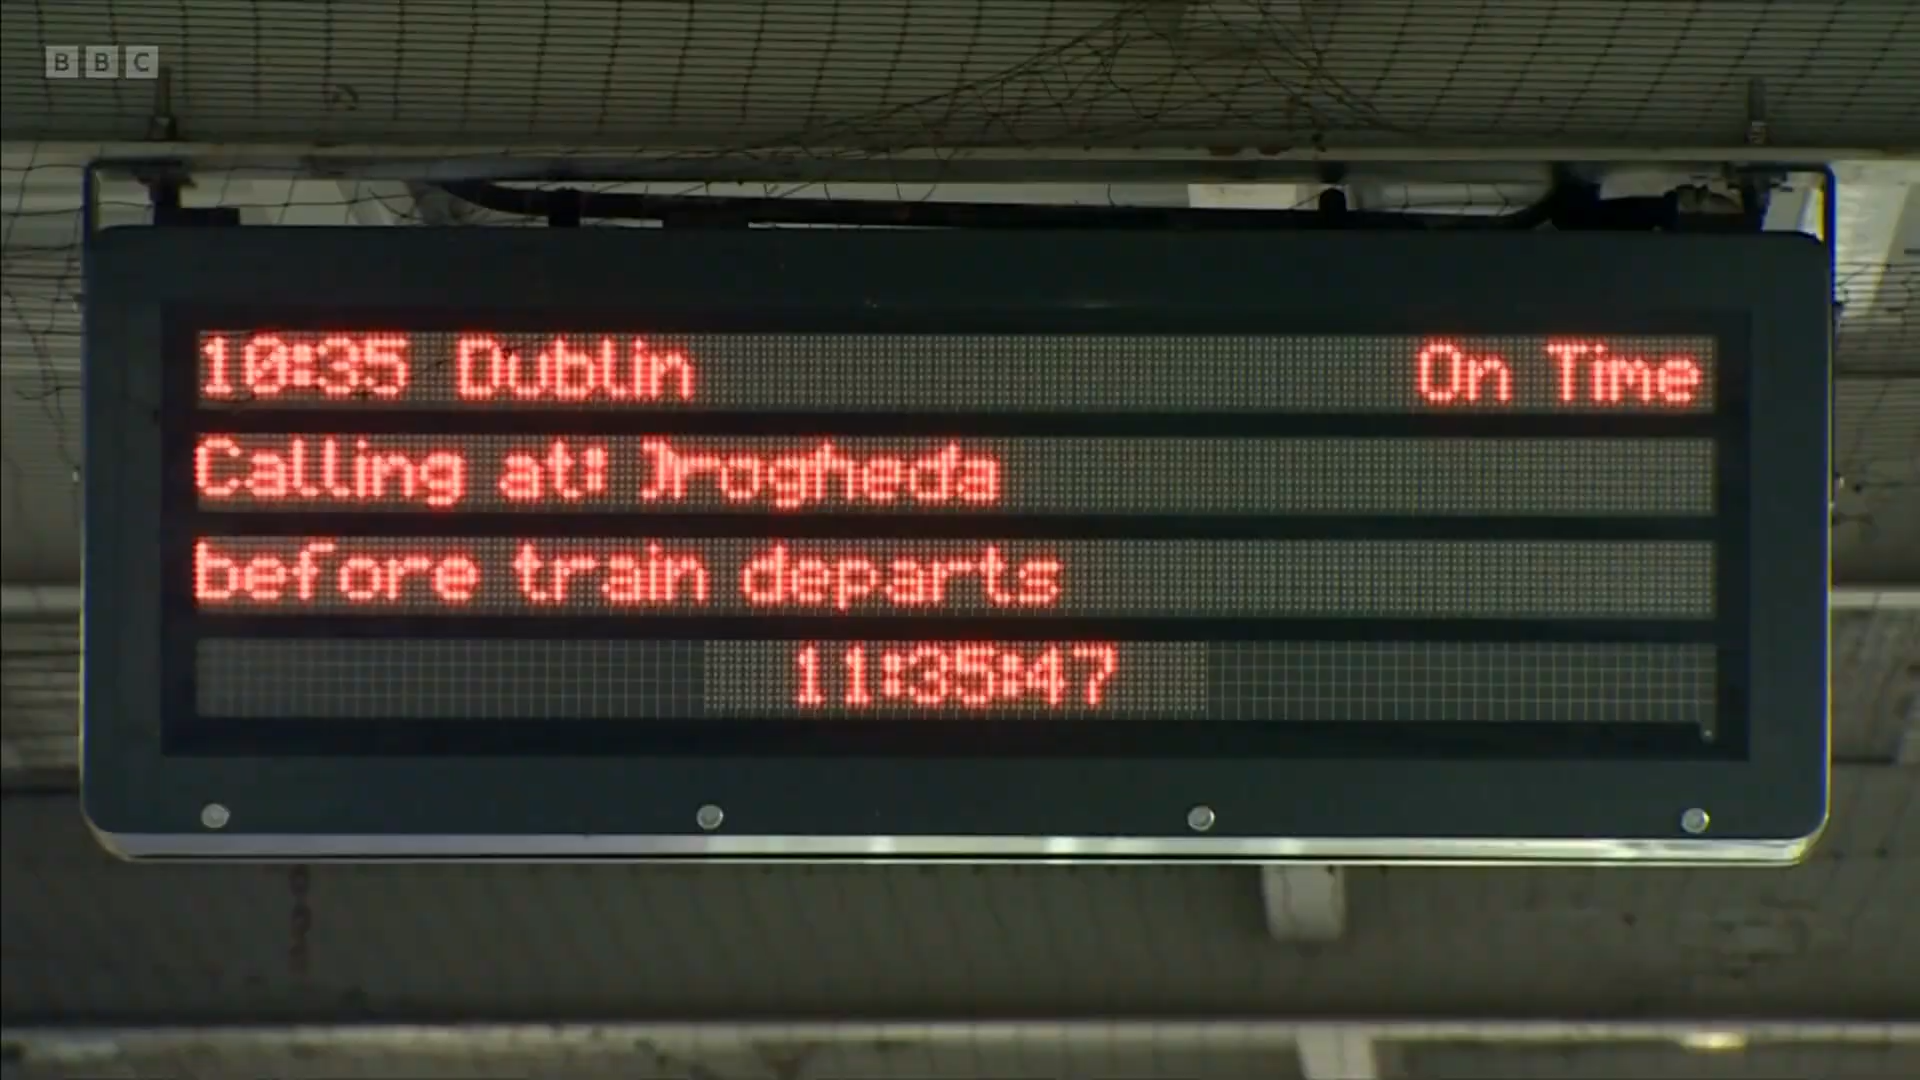 BBC
10:35 Dublin On Time
Calling at: Drogheda
before train departs
11:35:47